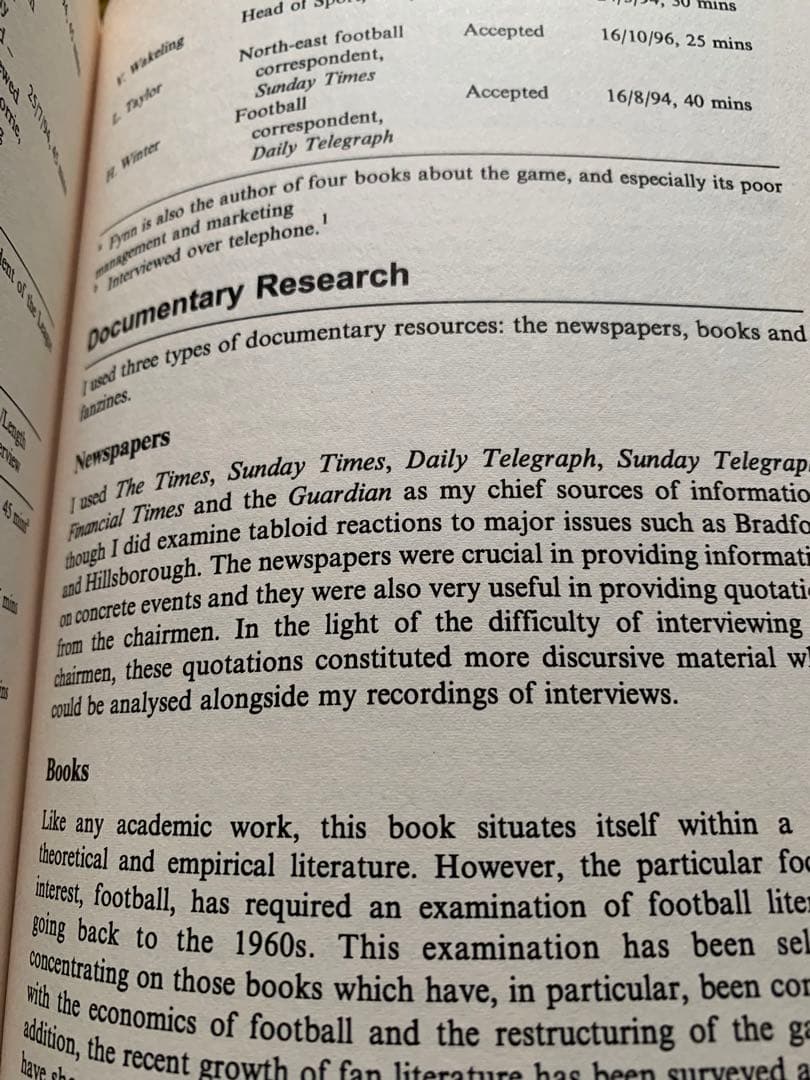 Head of
30 mins
V. Wakeling
North-east football
correspondent,
Sunday Times
Accepted
16/10/96, 25 mins
L. Taylor
Football
correspondent,
Daily Telegraph
Accepted
16/8/94, 40 mins
H. Winter
Fynn is also the author of four books about the game, and especially its poor
management and marketing
Interviewed over telephone.¹
Documentary Research
I used three types of documentary resources: the newspapers, books and
fanzines.
Newspapers
I used The Times, Sunday Times, Daily Telegraph, Sunday Telegrap
Financial Times and the Guardian as my chief sources of informatio
though I did examine tabloid reactions to major issues such as Bradfo
and Hillsborough. The newspapers were crucial in providing informati
on concrete events and they were also very useful in providing quotati
from the chairmen. In the light of the difficulty of interviewing
chairmen, these quotations constituted more discursive material w
could be analysed alongside my recordings of interviews.
Books
Like any academic work, this book situates itself within a
theoretical and empirical literature. However, the particular foc
interest, football, has required an examination of football liter
going back to the 1960s. This examination has been sel
concentrating on those books which have, in particular, been con
with the economics of football and the restructuring of the ga
addition, the recent growth of fan literature has been surveyed a
have